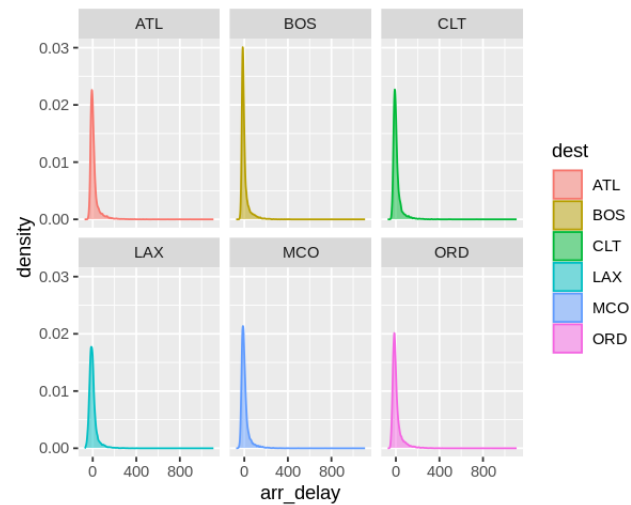 ATL BOS CLT
0.03
0.02
0.01
0.00
LAX MCO ORD
0.03
0.02
0.01
0.00
0 400 800 0 400 800 0 400 800
arr_delay
density
dest
ATL
BOS
CLT
LAX
MCO
ORD